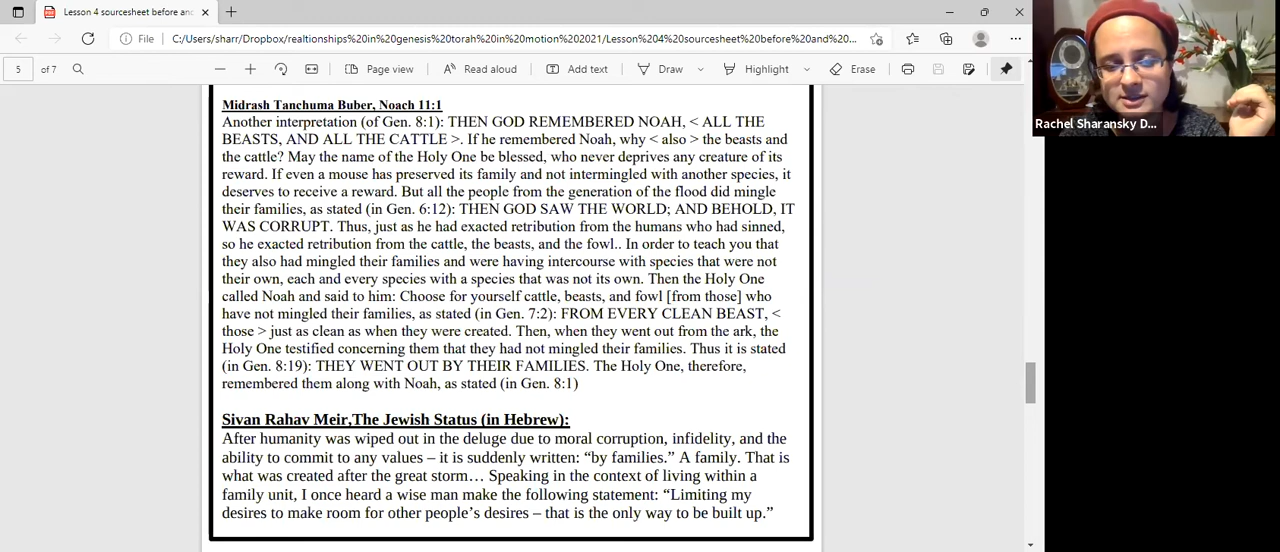 Lesson 4 sourcesheet before and
File C:/Users/sharr/Dropbox/realtionships%20in%20genesis%20torah%20in%20motion%202021/Lesson%204%20sourcesheet%20before%20and%20...
5 of 7 Page view Read aloud Add text Draw Highlight Erase
Rachel Sharansky D...
Midrash Tanchuma Buber, Noach 11:1
Another interpretation (of Gen. 8:1): THEN GOD REMEMBERED NOAH, < ALL THE
BEASTS, AND ALL THE CATTLE >. If he remembered Noah, why < also > the beasts and
the cattle? May the name of the Holy One be blessed, who never deprives any creature of its
reward. If even a mouse has preserved its family and not intermingled with another species, it
deserves to receive a reward. But all the people from the generation of the flood did mingle
their families, as stated (in Gen. 6:12): THEN GOD SAW THE WORLD; AND BEHOLD, IT
WAS CORRUPT. Thus, just as he had exacted retribution from the humans who had sinned,
so he exacted retribution from the cattle, the beasts, and the fowl.. In order to teach you that
they also had mingled their families and were having intercourse with species that were not
their own, each and every species with a species that was not its own. Then the Holy One
called Noah and said to him: Choose for yourself cattle, beasts, and fowl [from those] who
have not mingled their families, as stated (in Gen. 7:2): FROM EVERY CLEAN BEAST, <
those > just as clean as when they were created. Then, when they went out from the ark, the
Holy One testified concerning them that they had not mingled their families. Thus it is stated
(in Gen. 8:19): THEY WENT OUT BY THEIR FAMILIES. The Holy One, therefore,
remembered them along with Noah, as stated (in Gen. 8:1)
Sivan Rahav Meir,The Jewish Status (in Hebrew):
After humanity was wiped out in the deluge due to moral corruption, infidelity, and the
ability to commit to any values – it is suddenly written: “by families.” A family. That is
what was created after the great storm… Speaking in the context of living within a
family unit, I once heard a wise man make the following statement: “Limiting my
desires to make room for other people’s desires – that is the only way to be built up.”